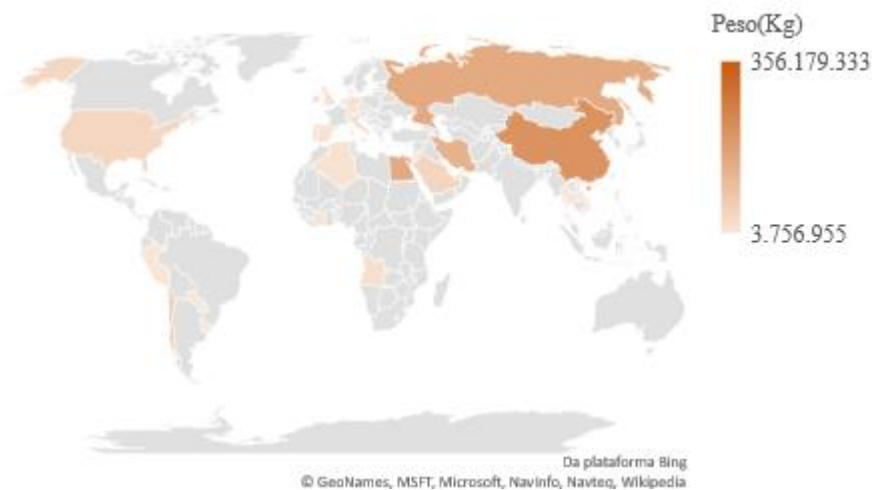 Peso(Kg)
356.179.333
3.756.955
Da plataforma Bing
© GeoNames, MSFT, Microsoft, NavInfo, Navteq, Wikipedia